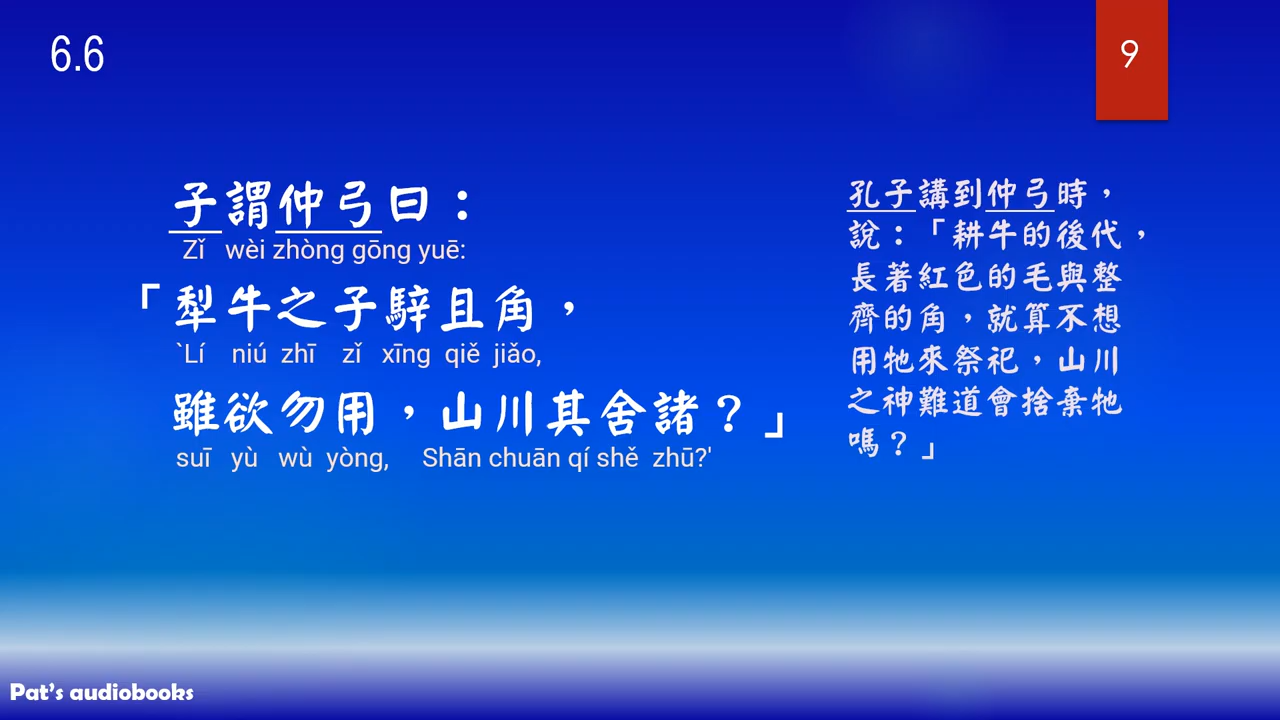 6.6
9
子謂仲弓曰：
Zǐ wèi zhòng gōng yuē:
「犁牛之子騂且角，
`Lí niú zhī zǐ xīng qiě jiǎo,
雖欲勿用，山川其舍諸？」
suī yù wù yòng, Shān chuān qí shě zhū?'
孔子講到仲弓時，
說：「耕牛的後代，
長著紅色的毛與整
齊的角，就算不想
用牠來祭祀，山川
之神難道會捨棄牠
嗎？」
Pat's audiobooks